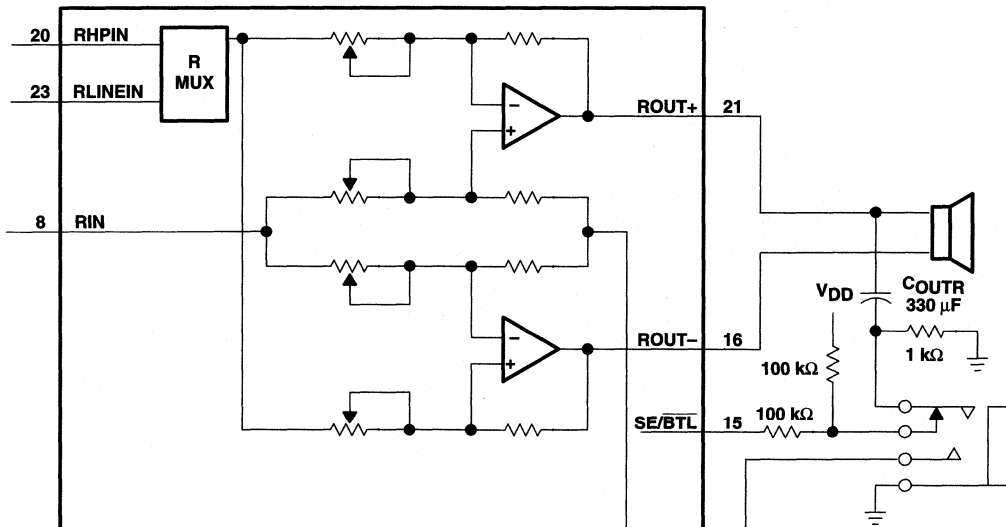 20 RHPIN
R
MUX
23 RLINEIN
−
+
ROUT+ 21
8 RIN
VDD
COUTR
330 µF
−
+
ROUT− 16
1 kΩ
100 kΩ
100 kΩ
SE/BTL 15